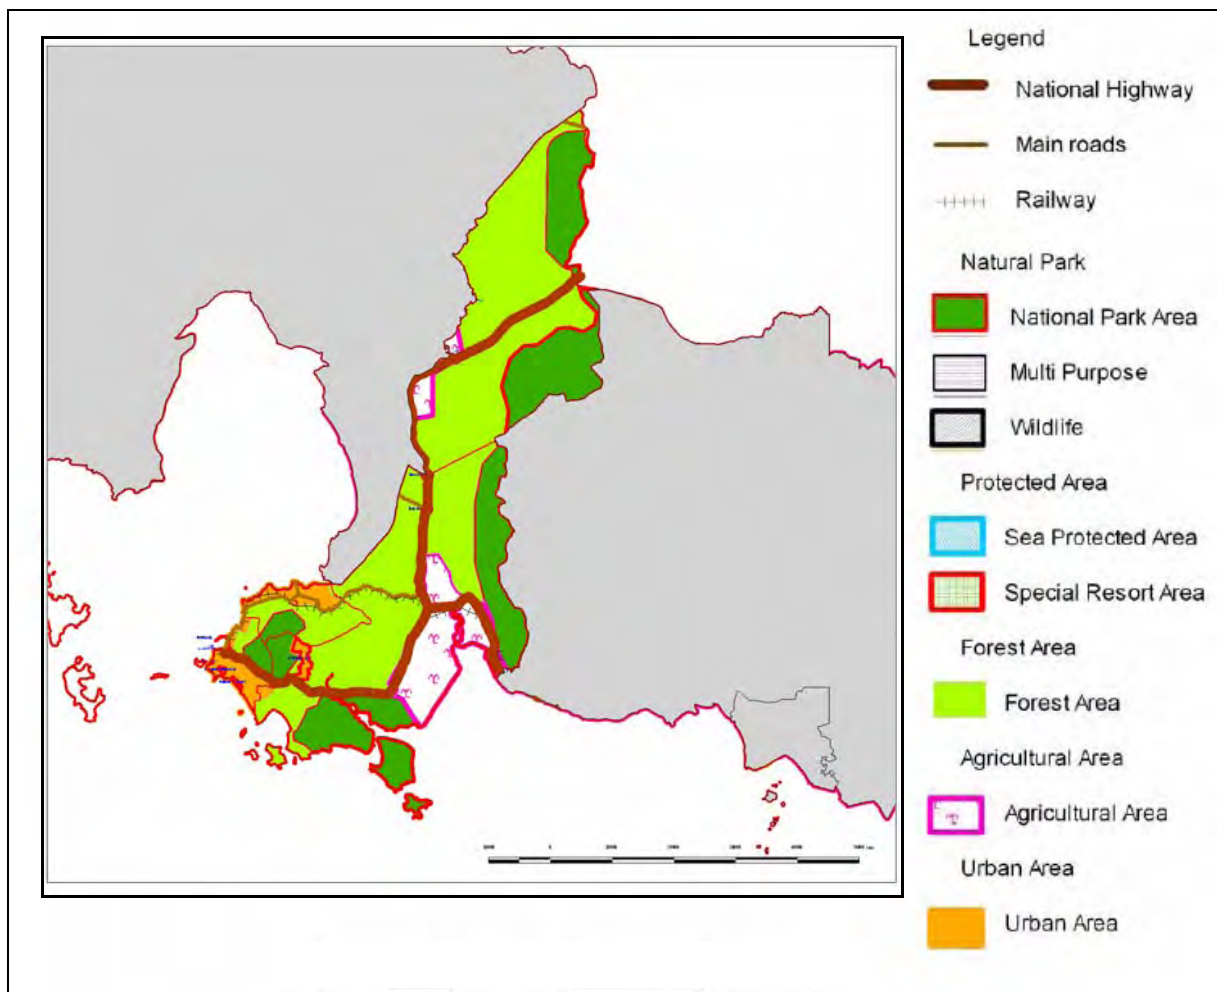 Legend
National Highway
Main roads
Railway
Natural Park
National Park Area
Multi Purpose
Wildlife
Protected Area
Sea Protected Area
Special Resort Area
Forest Area
Forest Area
Agricultural Area
Agricultural Area
Urban Area
Urban Area